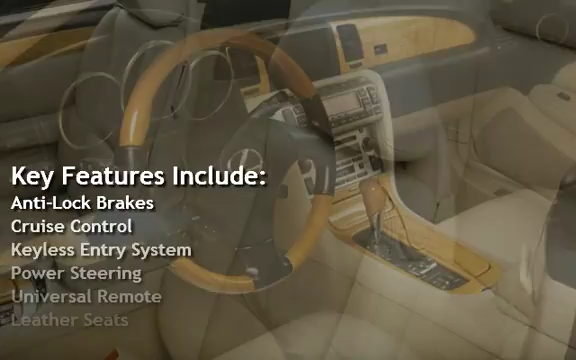 Key Features Include:
Anti-Lock Brakes
Cruise Control
Keyless Entry System
Power Steering
Universal Remote
Leather Seats